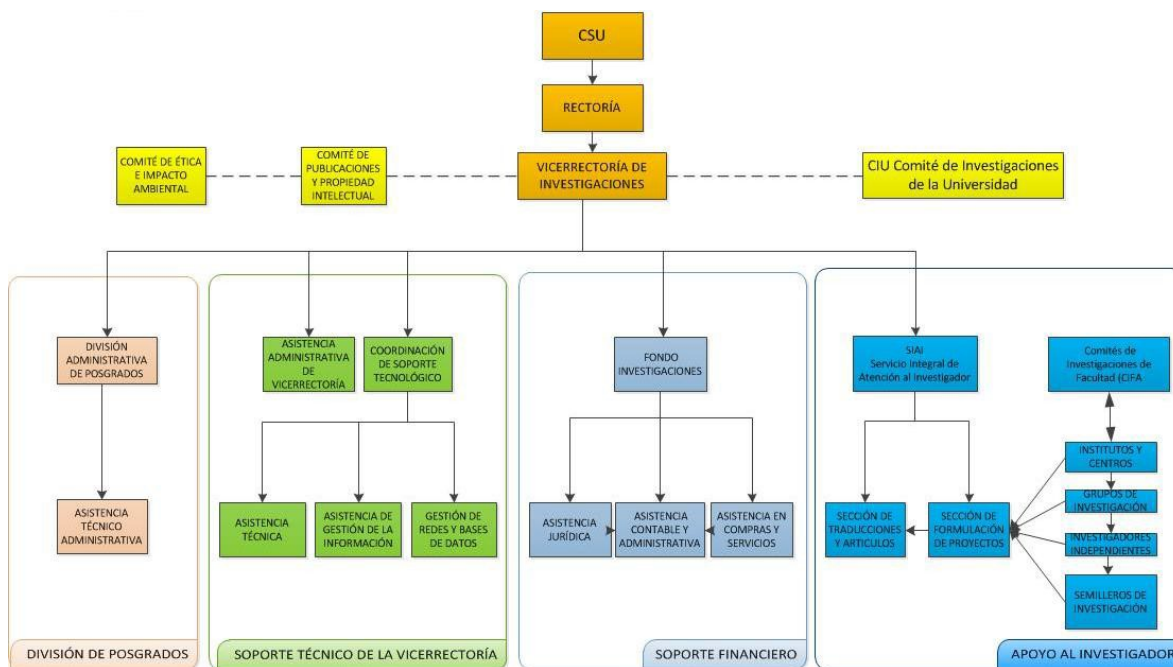 CSU
RECTORÍA
COMITÉ DE ÉTICA
E IMPACTO
AMBIENTAL
COMITÉ DE
PUBLICACIONES
Y PROPIEDAD
INTELECTUAL
VICERRECTORÍA DE
INVESTIGACIONES
CIU Comité de Investigaciones
de la Universidad
DIVISIÓN
ADMINISTRATIVA
DE POSGRADOS
ASISTENCIA
TÉCNICO
ADMINISTRATIVA
DIVISIÓN DE POSGRADOS
ASISTENCIA
ADMINISTRATIVA
DE
VICERRECTORÍA
COORDINACIÓN
DE SOPORTE
TECNOLÓGICO
ASISTENCIA
TÉCNICA
ASISTENCIA DE
GESTIÓN DE LA
INFORMACIÓN
GESTIÓN DE
REDES Y BASES
DE DATOS
SOPORTE TÉCNICO DE LA VICERRECTORÍA
FONDO
INVESTIGACIONES
ASISTENCIA
JURÍDICA
ASISTENCIA
CONTABLE Y
ADMINISTRATIVA
ASISTENCIA EN
COMPRAS Y
SERVICIOS
SOPORTE FINANCIERO
SIAI
Servicio Integral de
Atención al Investigador
Comités de
Investigaciones de
Facultad (CIFA
INSTITUTOS Y
CENTROS
GRUPOS DE
INVESTIGACIÓN
INVESTIGADORES
INDEPENDIENTES
SEMILLEROS DE
INVESTIGACIÓN
SECCIÓN DE
TRADUCCIONES
Y ARTICULOS
SECCIÓN DE
FORMULACIÓN
DE PROYECTOS
APOYO AL INVESTIGADOR